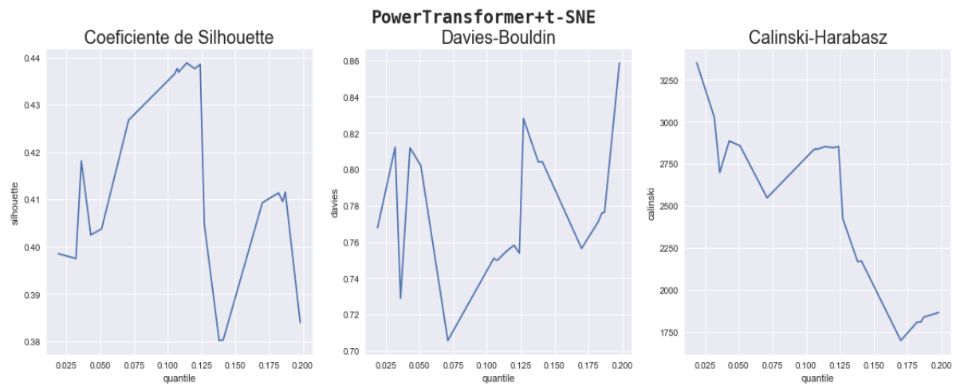 PowerTransformer+t-SNE
Coeficiente de Silhouette
Davies-Bouldin
Calinski-Harabasz
silhouette
0.44
0.43
0.42
0.41
0.40
0.39
0.38
0.025 0.050 0.075 0.100 0.125 0.150 0.175 0.200
quantile
davies
0.86
0.84
0.82
0.80
0.78
0.76
0.74
0.72
0.70
0.025 0.050 0.075 0.100 0.125 0.150 0.175 0.200
quantile
calinski
3250
3000
2750
2500
2250
2000
1750
0.025 0.050 0.075 0.100 0.125 0.150 0.175 0.200
quantile